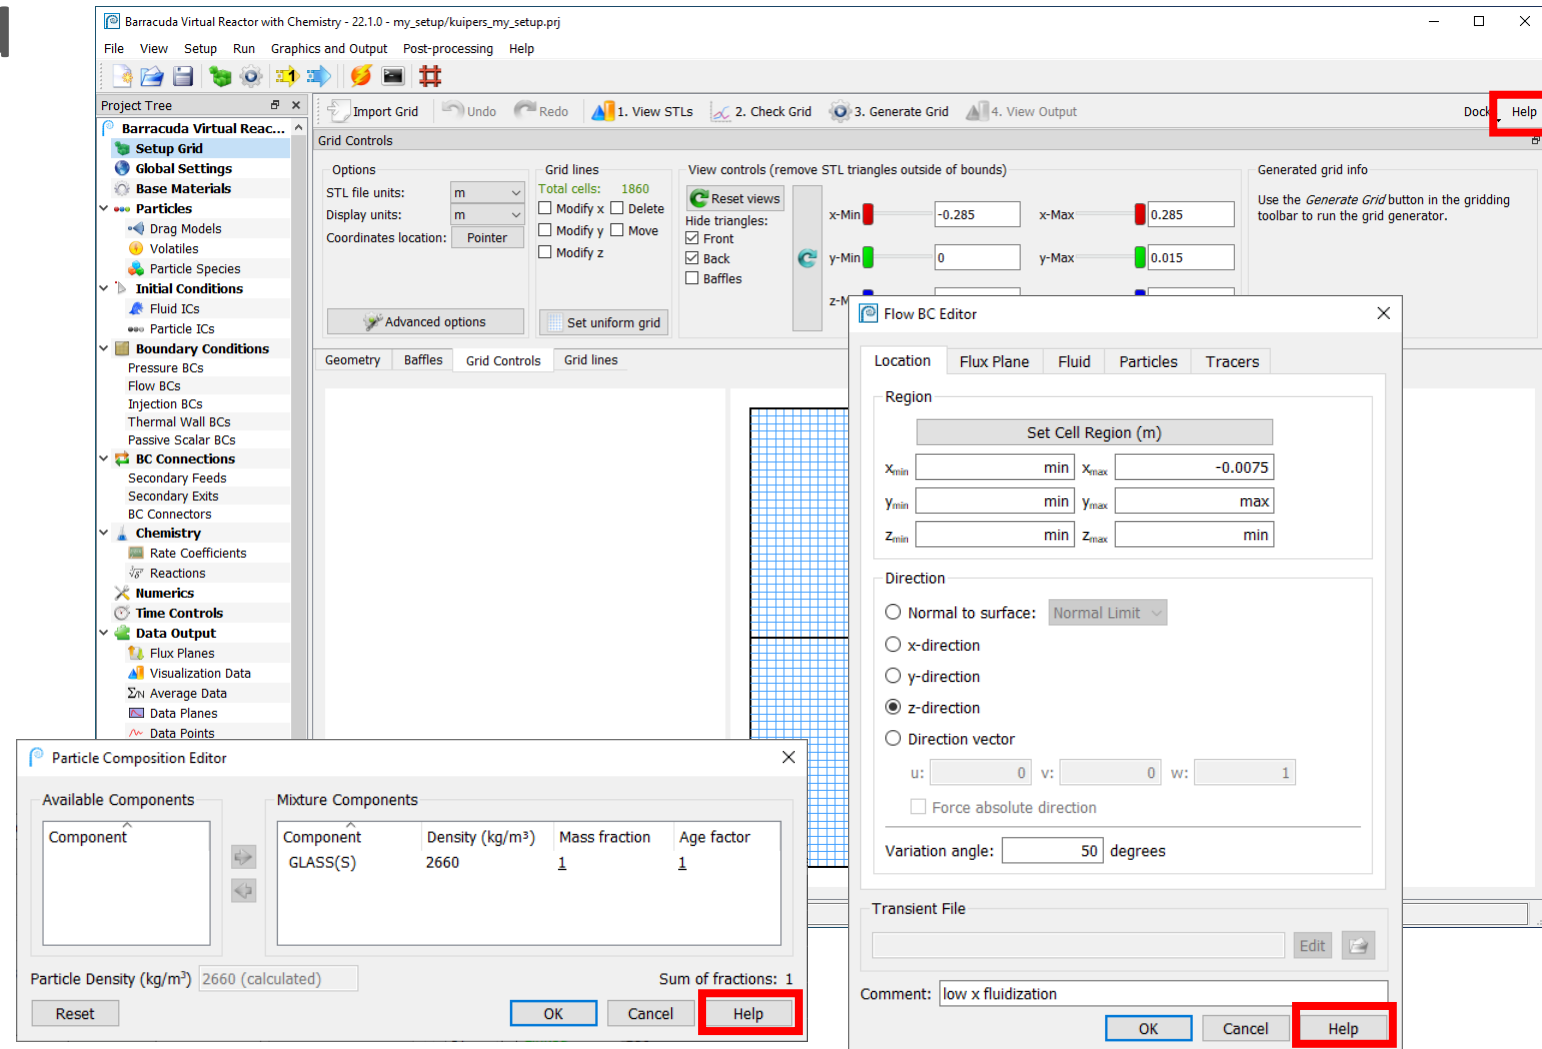 Barracuda Virtual Reactor with Chemistry - 22.1.0 - my_setup/kuipers_my_setup.prj
File View Setup Run Graphics and Output Post-processing Help
Project Tree
Import Grid Undo Redo 1. View STLs 2. Check Grid 3. Generate Grid 4. View Output Dock Help
Barracuda Virtual Reac...
Setup Grid
Global Settings
Base Materials
Particles
Drag Models
Volatiles
Particle Species
Initial Conditions
Fluid ICs
Particle ICs
Boundary Conditions
Pressure BCs
Flow BCs
Injection BCs
Thermal Wall BCs
Passive Scalar BCs
BC Connections
Secondary Feeds
Secondary Exits
BC Connectors
Chemistry
Rate Coefficients
Reactions
Numerics
Time Controls
Data Output
Flux Planes
Visualization Data
Average Data
Data Planes
Data Points
Grid Controls
Options
STL file units: m
Display units: m
Coordinates location: Pointer
Advanced options
Grid lines
Total cells: 1860
Modify x Delete
Modify y Move
Modify z
Set uniform grid
View controls (remove STL triangles outside of bounds)
Reset views
Hide triangles:
Front
Back
Baffles
x-Min -0.285 x-Max 0.285
y-Min 0 y-Max 0.015
z-M
Generated grid info
Use the Generate Grid button in the gridding
toolbar to run the grid generator.
Geometry Baffles Grid Controls Grid lines
Flow BC Editor
Location Flux Plane Fluid Particles Tracers
Region
Set Cell Region (m)
xmin min xmax -0.0075
ymin min ymax max
zmin min zmax min
Direction
Normal to surface: Normal Limit
x-direction
y-direction
z-direction
Direction vector
u: 0 v: 0 w: 1
Force absolute direction
Variation angle: 50 degrees
Transient File
Edit
Comment: low x fluidization
OK Cancel Help
Particle Composition Editor
Available Components
Component
Mixture Components
Component Density (kg/m³) Mass fraction Age factor
GLASS(S) 2660 1 1
Particle Density (kg/m³) 2660 (calculated) Sum of fractions: 1
Reset OK Cancel Help